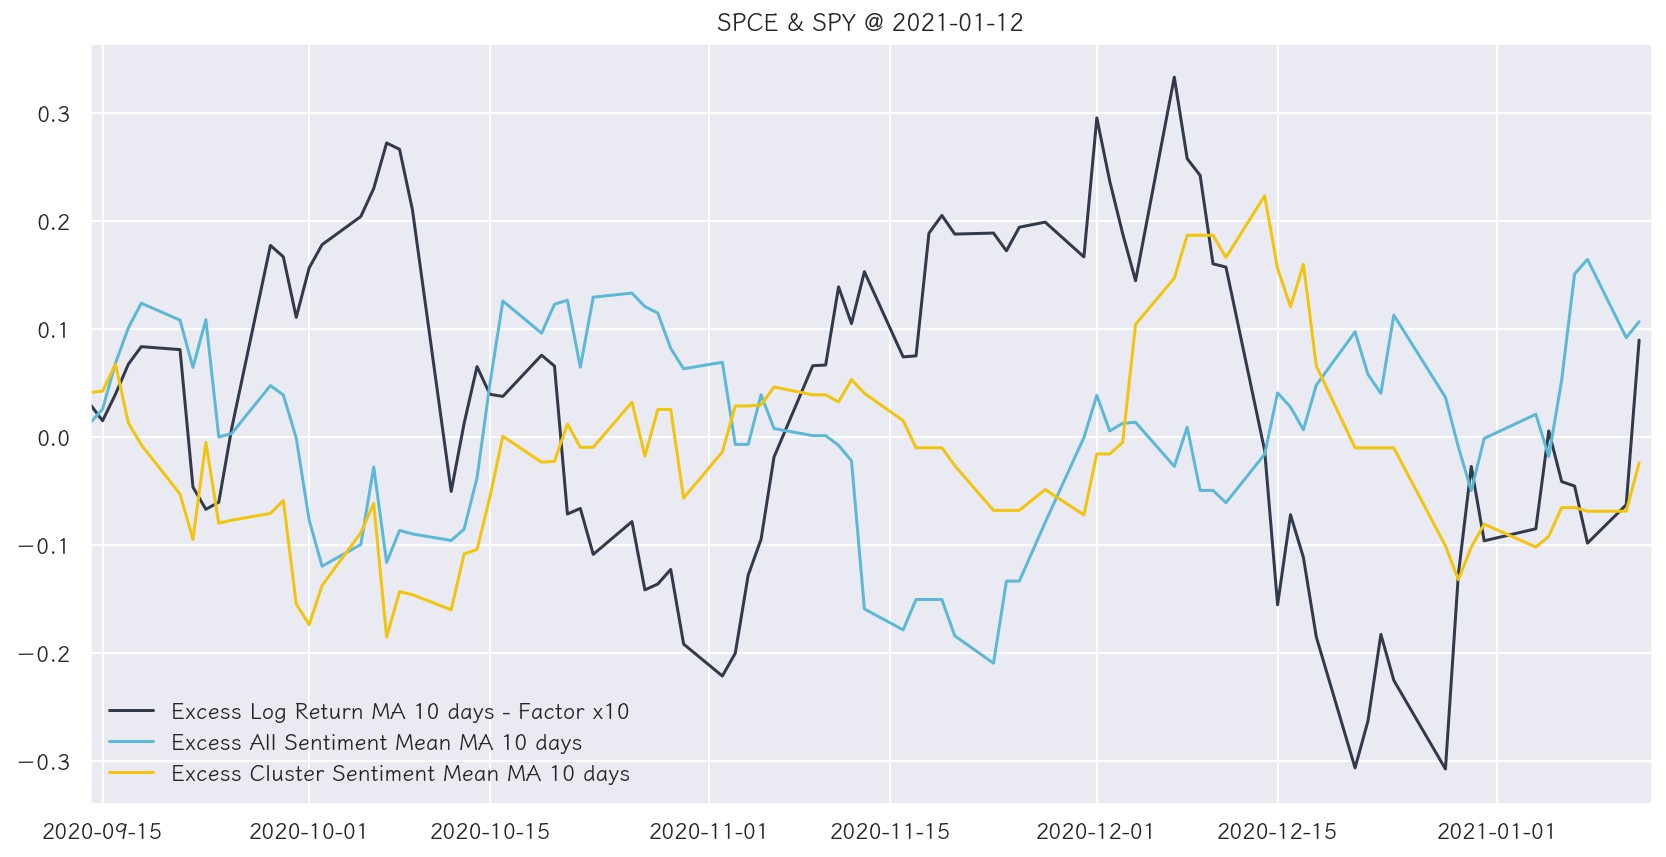 SPCE & SPY @ 2021-01-12
0.3
0.2
0.1
0.0
−0.1
−0.2
−0.3
Excess Log Return MA 10 days - Factor x10
Excess All Sentiment Mean MA 10 days
Excess Cluster Sentiment Mean MA 10 days
2020-09-15 2020-10-01 2020-10-15 2020-11-01 2020-11-15 2020-12-01 2020-12-15 2021-01-01